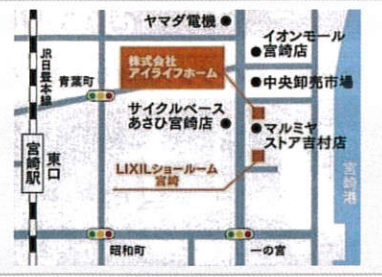 ヤマダ電機
イオンモール
宮崎店
株式会社
アイライフホーム
JR日豊本線
青葉町
中央卸売市場
サイクルベース
あさひ宮崎店
マルミヤ
ストア吉村店
宮崎駅
東口
LIXILショールーム
宮崎
宮崎港
昭和町
一の宮